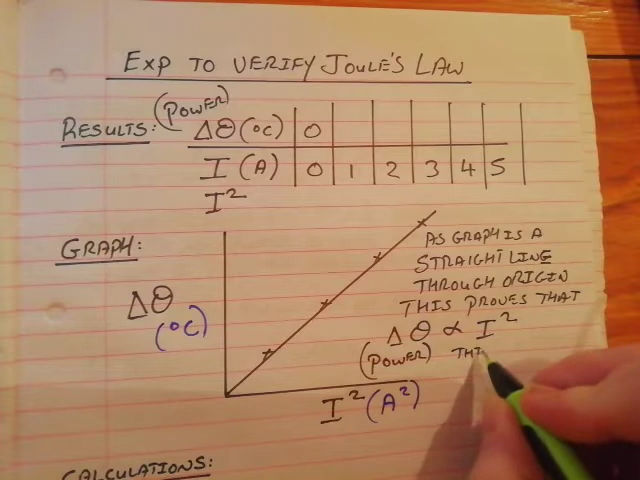 EXP TO VERIFY JOULE'S LAW
(POWER)
RESULTS: Δθ (°C) 0
I (A) 0 1 2 3 4 5
I²
GRAPH:
Δθ
(°C)
AS GRAPH IS A
STRAIGHT LINE
THROUGH ORIGIN
THIS PROVES THAT
Δθ ∝ I²
(POWER) THI
I² (A²)
CALCULATIONS: